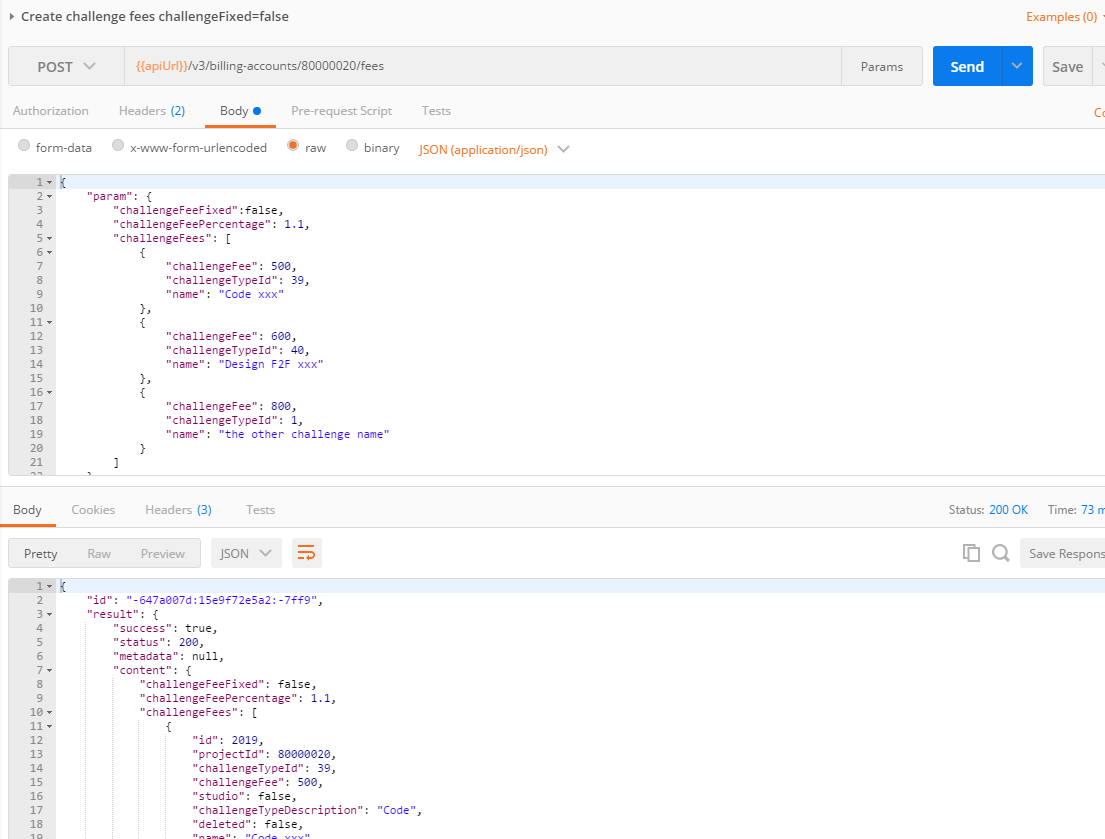 Create challenge fees challengeFixed=false
Examples (0)
POST
{{apiUrl}}/v3/billing-accounts/80000020/fees
Params
Send
Save
Authorization
Headers (2)
Body
Pre-request Script
Tests
form-data
x-www-form-urlencoded
raw
binary
JSON (application/json)
1 {
2 "param": {
3 "challengeFeeFixed":false,
4 "challengeFeePercentage": 1.1,
5 "challengeFees": [
6 {
7 "challengeFee": 500,
8 "challengeTypeId": 39,
9 "name": "Code xxx"
10 },
11 {
12 "challengeFee": 600,
13 "challengeTypeId": 40,
14 "name": "Design F2F xxx"
15 },
16 {
17 "challengeFee": 800,
18 "challengeTypeId": 1,
19 "name": "the other challenge name"
20 }
21 ]
Body
Cookies
Headers (3)
Tests
Status: 200 OK
Time: 73 m
Pretty
Raw
Preview
JSON
Save Respons
1 {
2 "id": "-647a007d:15e9f72e5a2:-7ff9",
3 "result": {
4 "success": true,
5 "status": 200,
6 "metadata": null,
7 "content": {
8 "challengeFeeFixed": false,
9 "challengeFeePercentage": 1.1,
10 "challengeFees": [
11 {
12 "id": 2019,
13 "projectId": 80000020,
14 "challengeTypeId": 39,
15 "challengeFee": 500,
16 "studio": false,
17 "challengeTypeDescription": "Code",
18 "deleted": false,
19 "name": "Code xxx"